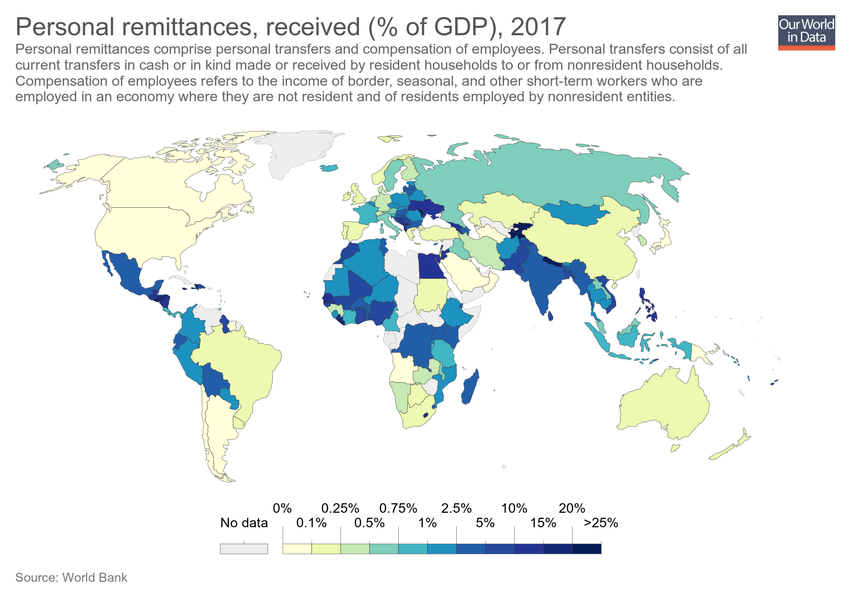 Personal remittances, received (% of GDP), 2017
Our World
in Data
Personal remittances comprise personal transfers and compensation of employees. Personal transfers consist of all
current transfers in cash or in kind made or received by resident households to or from nonresident households.
Compensation of employees refers to the income of border, seasonal, and other short-term workers who are
employed in an economy where they are not resident and of residents employed by nonresident entities.
0% 0.25% 0.75% 2.5% 10% 20%
No data 0.1% 0.5% 1% 5% 15% >25%
Source: World Bank